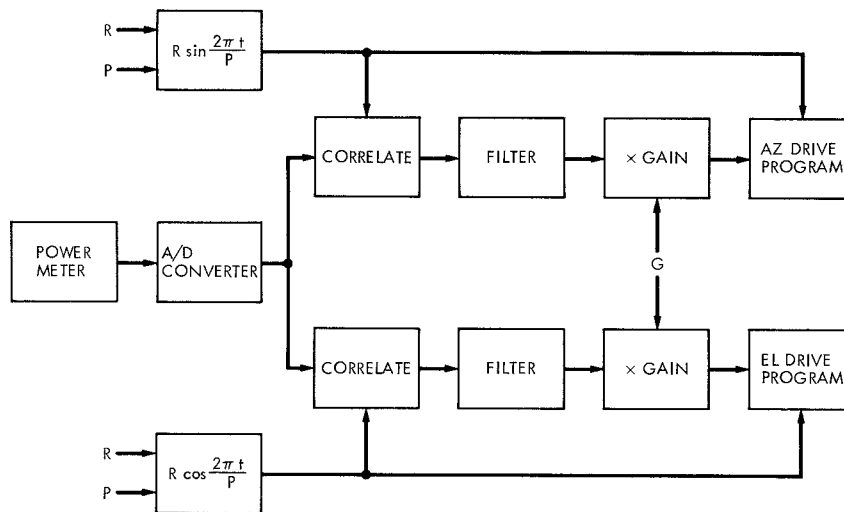 R
P
R sin 2π t / P
CORRELATE
FILTER
× GAIN
AZ DRIVE
PROGRAM
POWER
METER
A/D
CONVERTER
G
CORRELATE
FILTER
× GAIN
EL DRIVE
PROGRAM
R
P
R cos 2π t / P